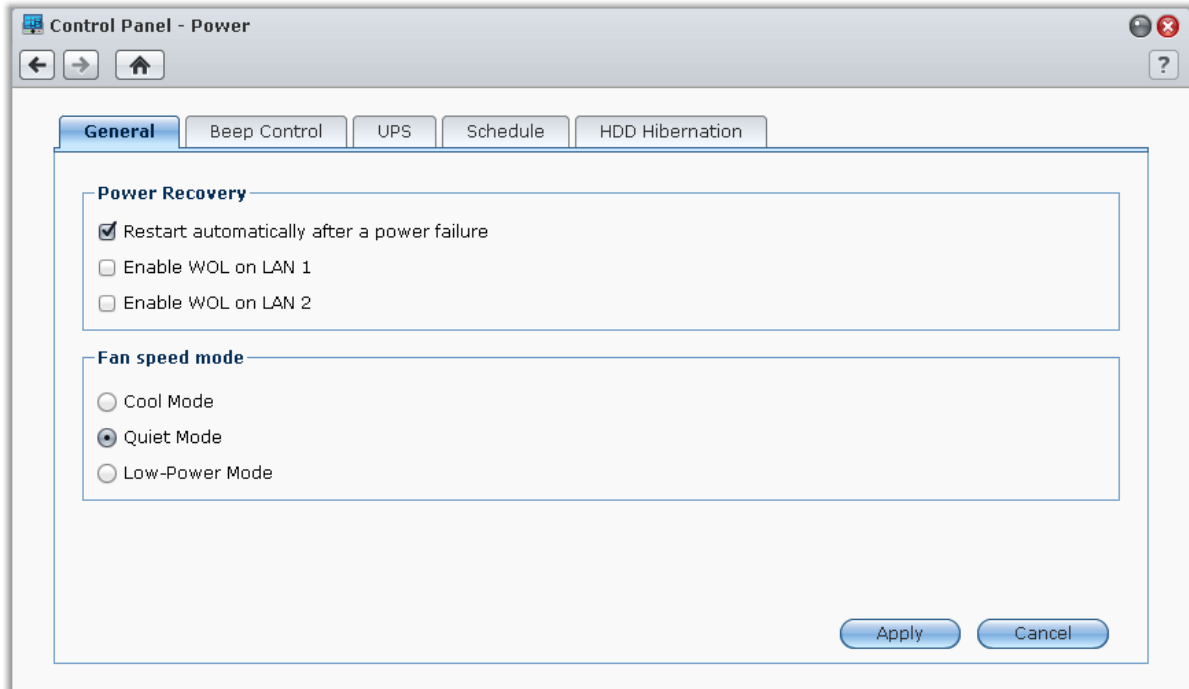 Control Panel - Power
?
General Beep Control UPS Schedule HDD Hibernation
Power Recovery
Restart automatically after a power failure
Enable WOL on LAN 1
Enable WOL on LAN 2
Fan speed mode
Cool Mode
Quiet Mode
Low-Power Mode
Apply Cancel